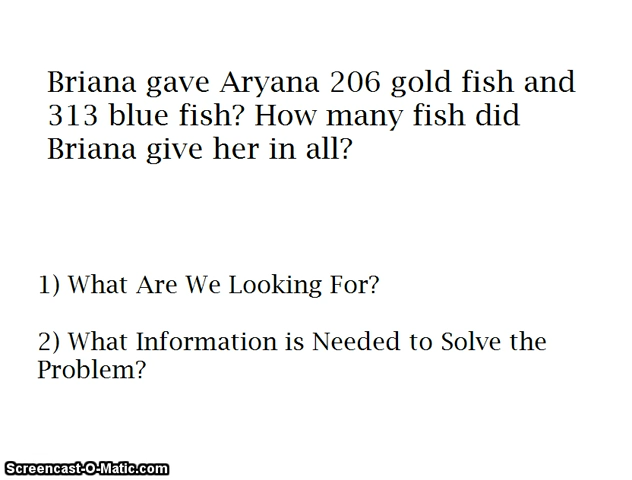 Briana gave Aryana 206 gold fish and
313 blue fish? How many fish did
Briana give her in all?
1) What Are We Looking For?
2) What Information is Needed to Solve the
Problem?
Screencast-O-Matic.com